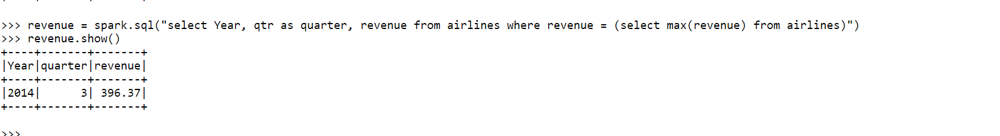 >>> revenue = spark.sql("select Year, qtr as quarter, revenue from airlines where revenue = (select max(revenue) from airlines)")
>>> revenue.show()
+----+-------+-------+
|Year|quarter|revenue|
+----+-------+-------+
|2014|      3| 396.37|
+----+-------+-------+
>>>